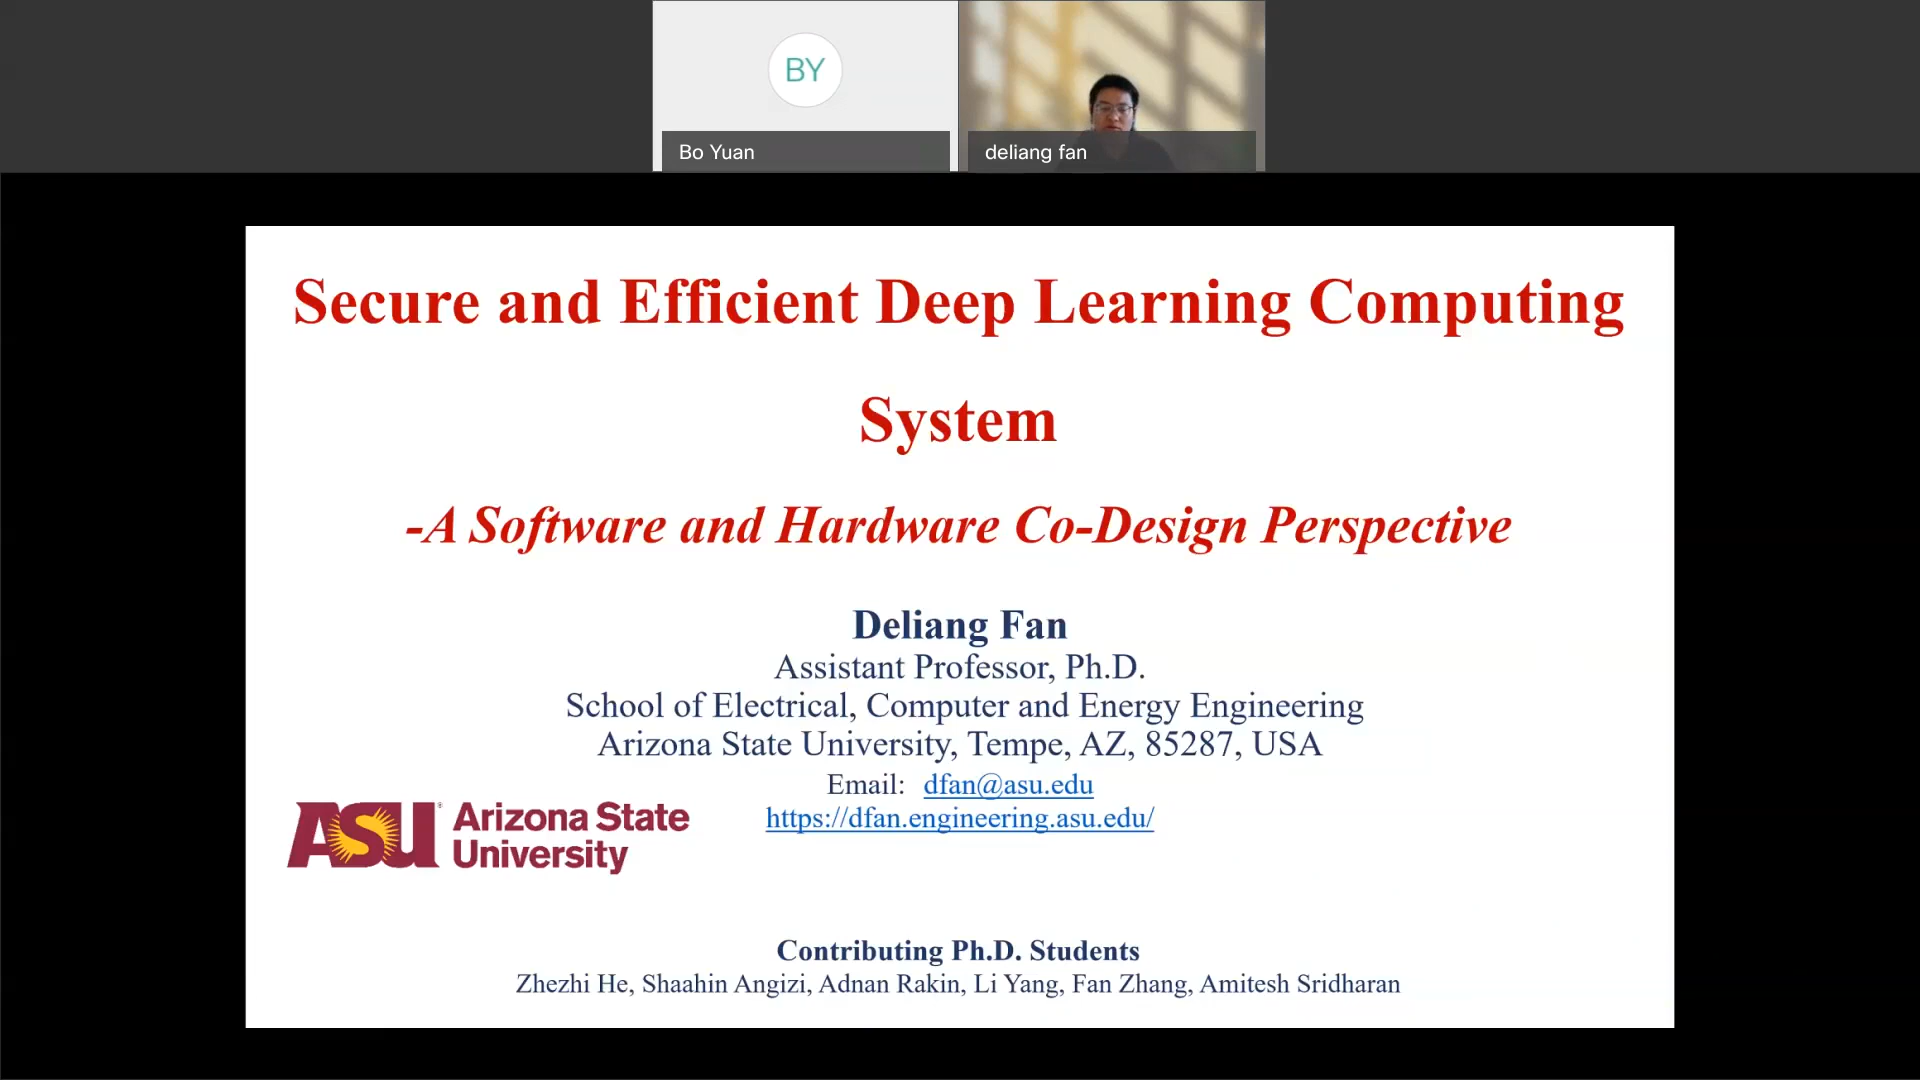 BY
Bo Yuan
deliang fan
Secure and Efficient Deep Learning Computing
System
-A Software and Hardware Co-Design Perspective
Deliang Fan
Assistant Professor, Ph.D.
School of Electrical, Computer and Energy Engineering
Arizona State University, Tempe, AZ, 85287, USA
Email: dfan@asu.edu
https://dfan.engineering.asu.edu/
ASU® Arizona State
University
Contributing Ph.D. Students
Zhezhi He, Shaahin Angizi, Adnan Rakin, Li Yang, Fan Zhang, Amitesh Sridharan